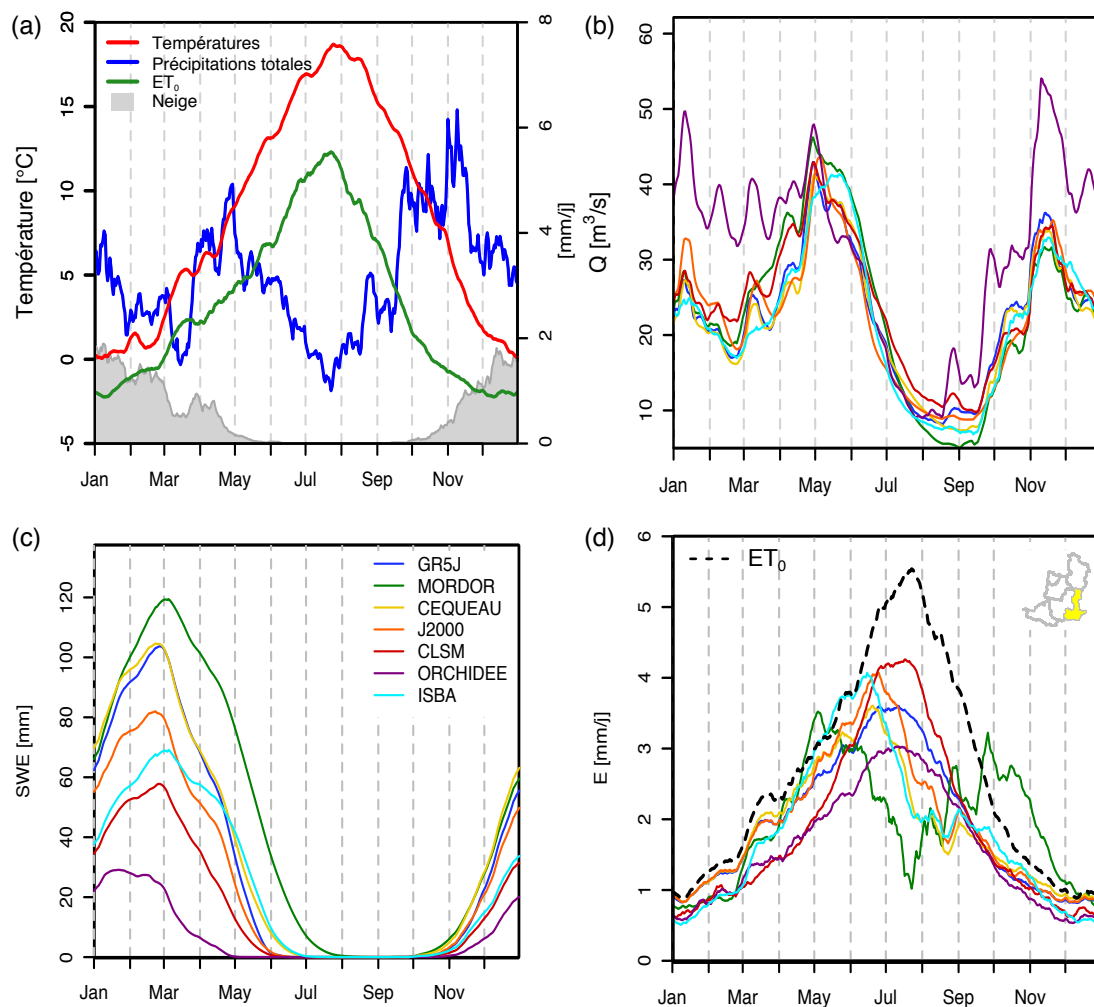 (a)
20
15
10
5
0
-5
Température [°C]
Températures
Précipitations totales
ET₀
Neige
8
6
4
2
0
[mm/j]
Jan Mar May Jul Sep Nov
(b)
60
50
40
30
20
10
Q [m³/s]
Jan Mar May Jul Sep Nov
(c)
120
100
80
60
40
20
0
SWE [mm]
GR5J
MORDOR
CEQUEAU
J2000
CLSM
ORCHIDEE
ISBA
Jan Mar May Jul Sep Nov
(d)
6
5
4
3
2
1
0
E [mm/j]
ET₀
Jan Mar May Jul Sep Nov